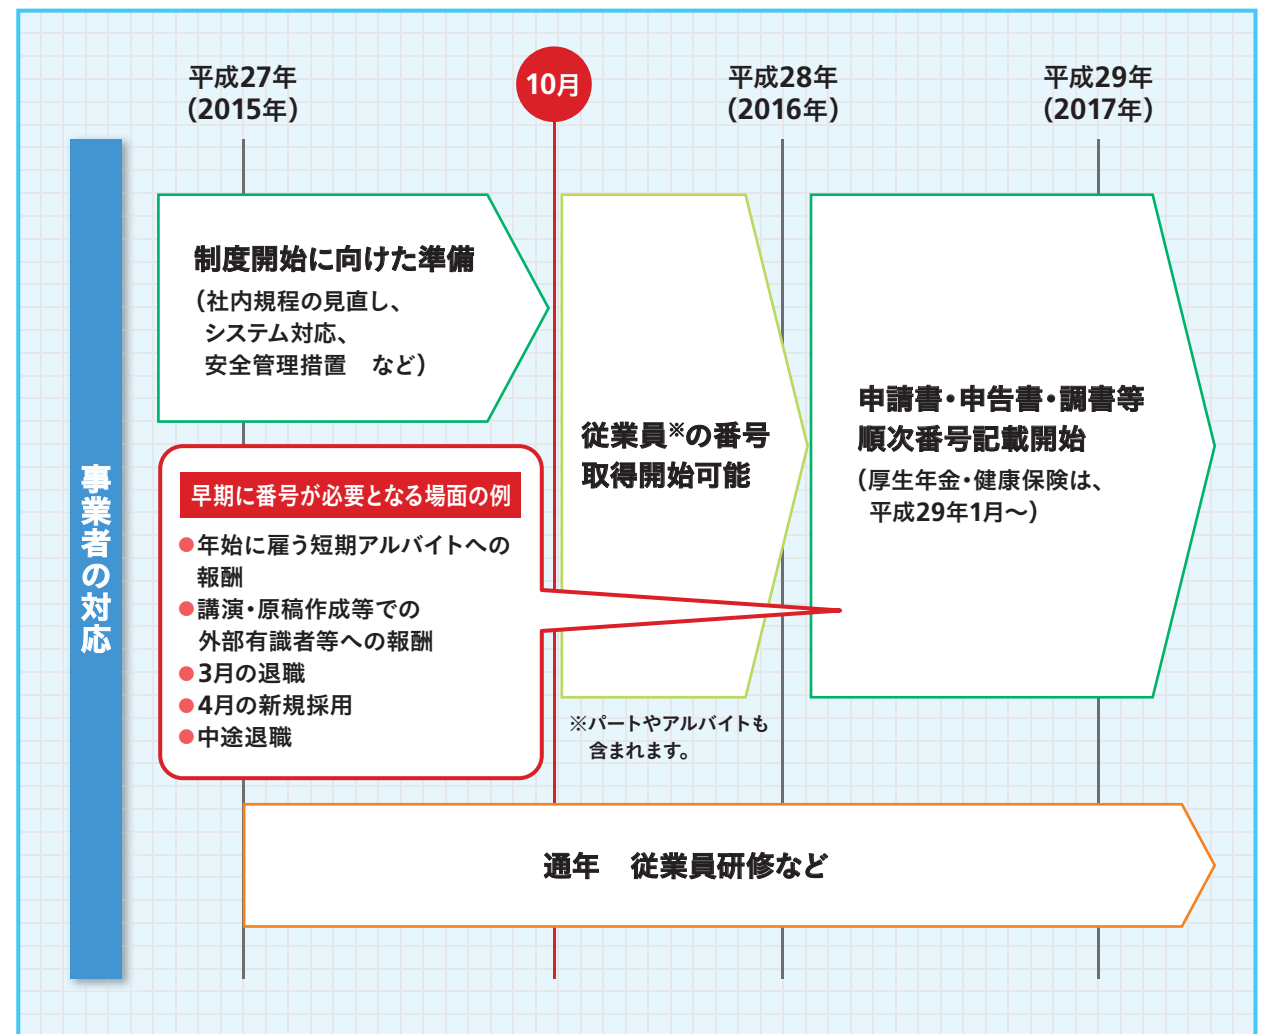 平成27年
（2015年）
10月
平成28年
（2016年）
平成29年
（2017年）
事業者の対応
制度開始に向けた準備
（社内規程の見直し、
システム対応、
安全管理措置　など）
従業員※の番号
取得開始可能
申請書・申告書・調書等
順次番号記載開始
（厚生年金・健康保険は、
平成29年1月～）
早期に番号が必要となる場面の例
●年始に雇う短期アルバイトへの
報酬
●講演・原稿作成等での
外部有識者等への報酬
●3月の退職
●4月の新規採用
●中途退職
※パートやアルバイトも
含まれます。
通年　従業員研修など